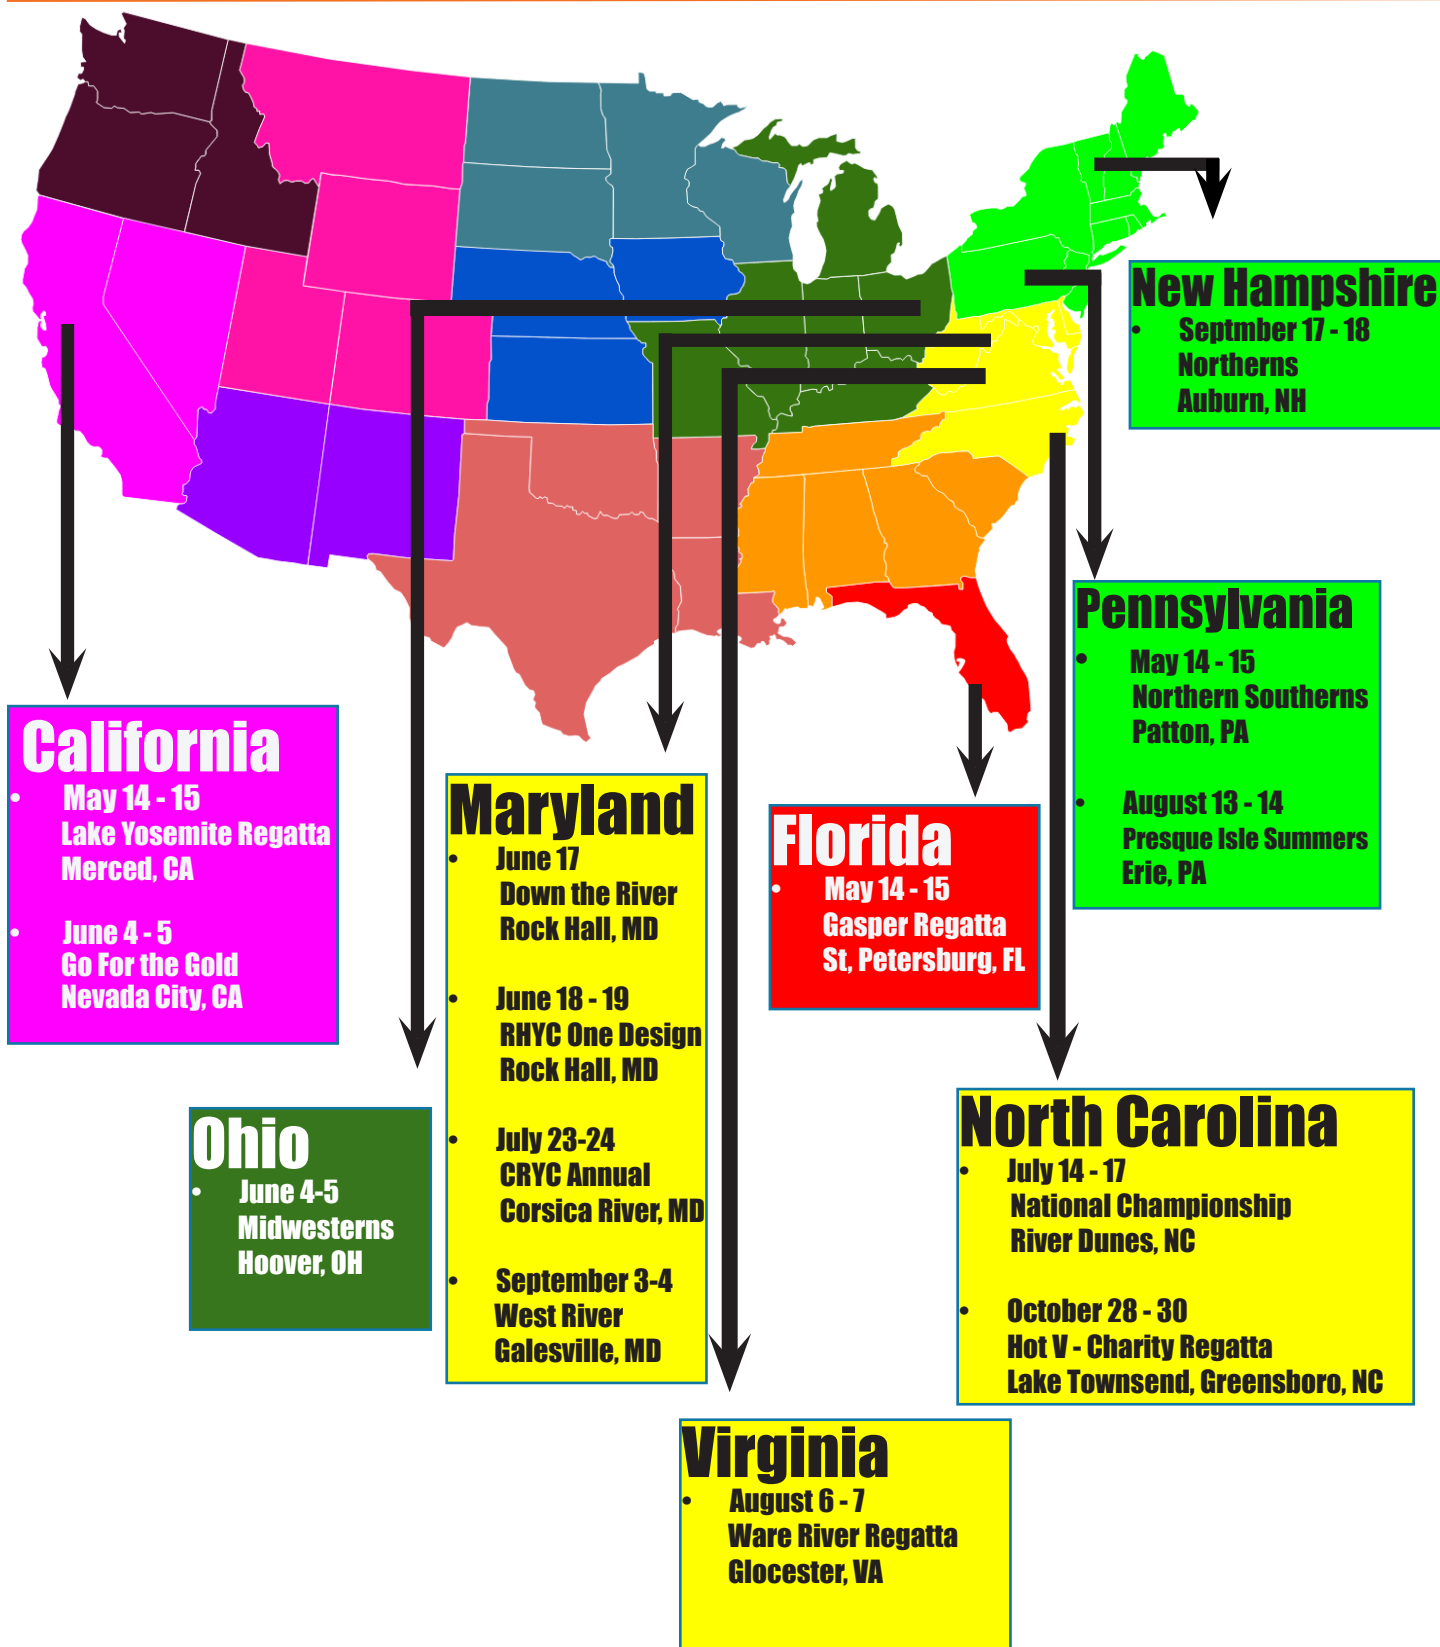 New Hampshire
• Septmber 17 - 18
Northerns
Auburn, NH
Pennsylvania
• May 14 - 15
Northern Southerns
Patton, PA
• August 13 - 14
Presque Isle Summers
Erie, PA
California
• May 14 - 15
Lake Yosemite Regatta
Merced, CA
• June 4 - 5
Go For the Gold
Nevada City, CA
Maryland
• June 17
Down the River
Rock Hall, MD
• June 18 - 19
RHYC One Design
Rock Hall, MD
• July 23-24
CRYC Annual
Corsica River, MD
• September 3-4
West River
Galesville, MD
Florida
• May 14 - 15
Gasper Regatta
St, Petersburg, FL
Ohio
• June 4-5
Midwesterns
Hoover, OH
North Carolina
• July 14 - 17
National Championship
River Dunes, NC
• October 28 - 30
Hot V - Charity Regatta
Lake Townsend, Greensboro, NC
Virginia
• August 6 - 7
Ware River Regatta
Glocester, VA